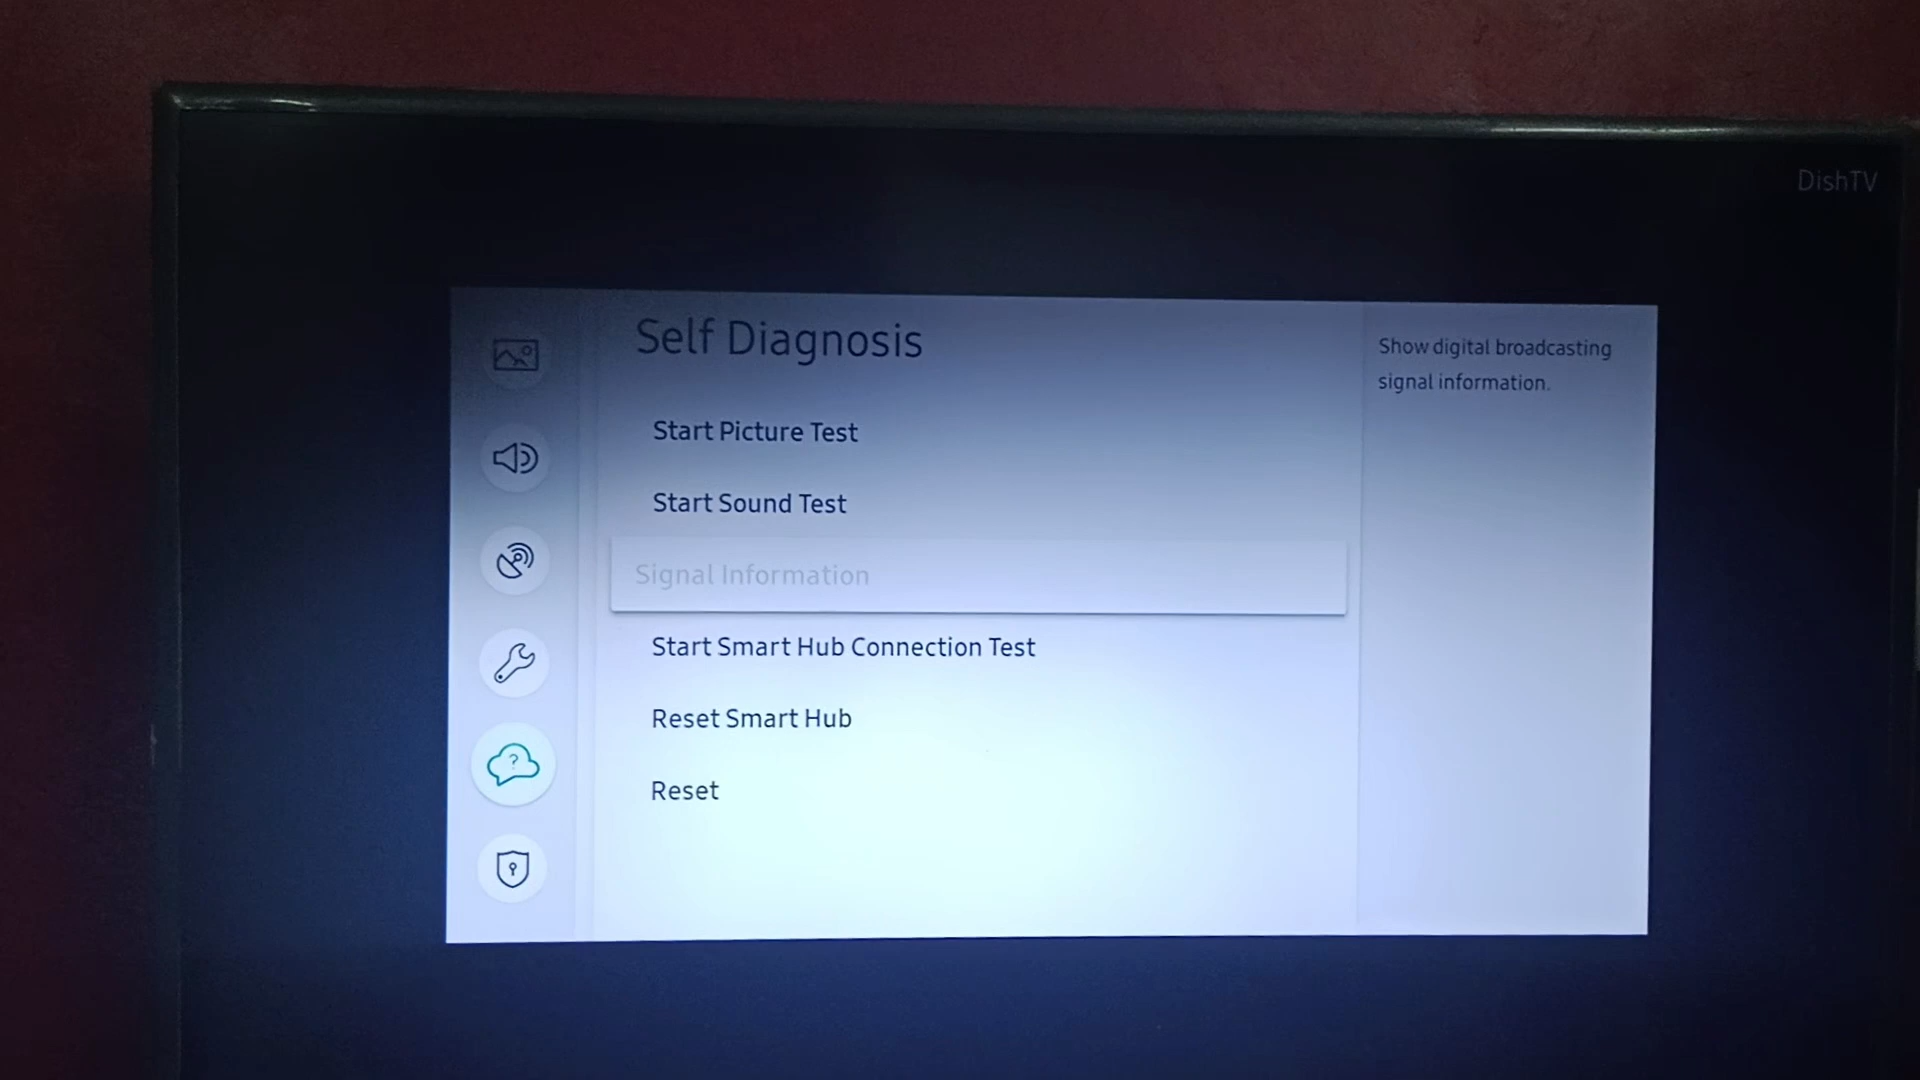 DishTV
Self Diagnosis
Start Picture Test
Start Sound Test
Signal Information
Start Smart Hub Connection Test
Reset Smart Hub
Reset
Show digital broadcasting
signal information.
?